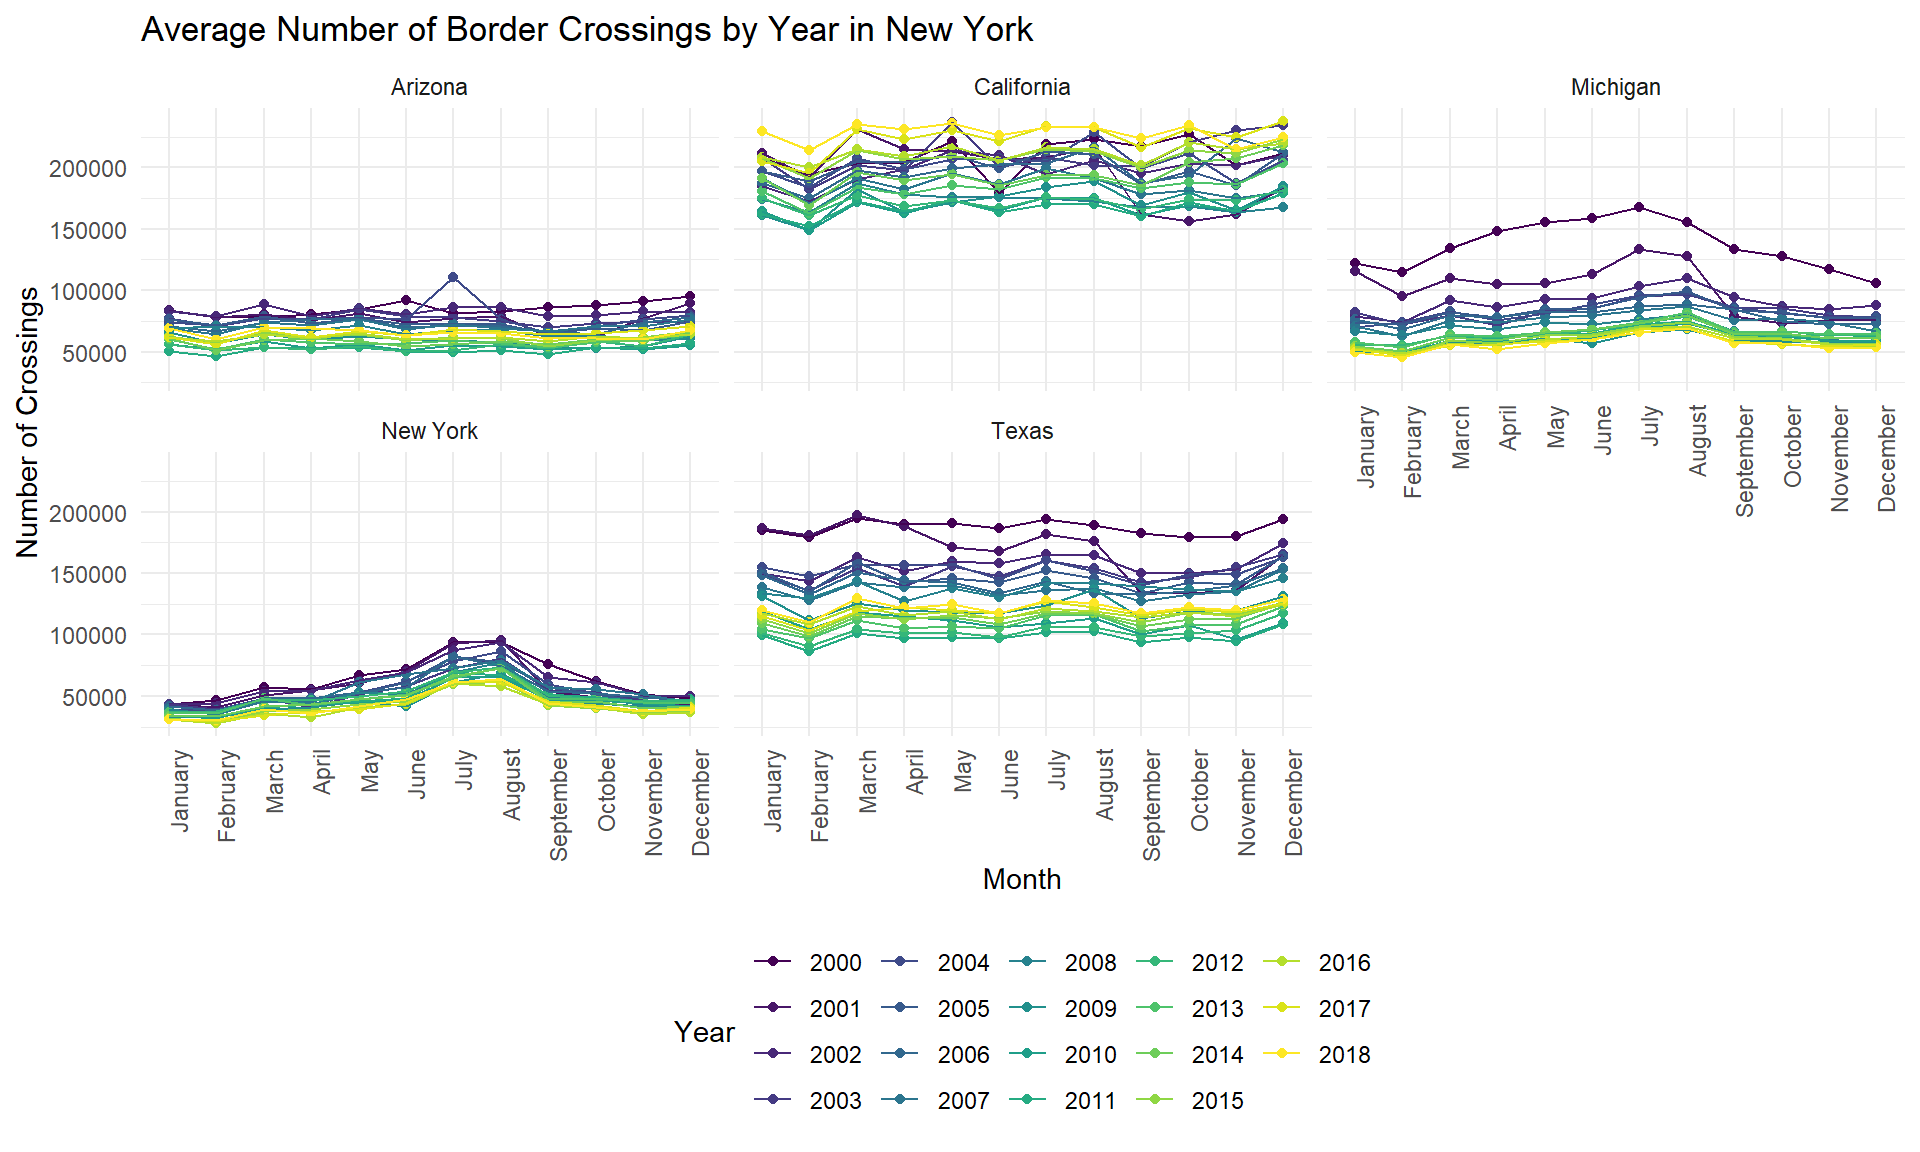 Average Number of Border Crossings by Year in New York
Arizona
California
Michigan
200000
150000
100000
50000
January
February
March
April
May
June
July
August
September
October
November
December
New York
Texas
200000
150000
100000
50000
January
February
March
April
May
June
July
August
September
October
November
December
January
February
March
April
May
June
July
August
September
October
November
December
Number of Crossings
Month
Year
2000
2004
2008
2012
2016
2001
2005
2009
2013
2017
2002
2006
2010
2014
2018
2003
2007
2011
2015